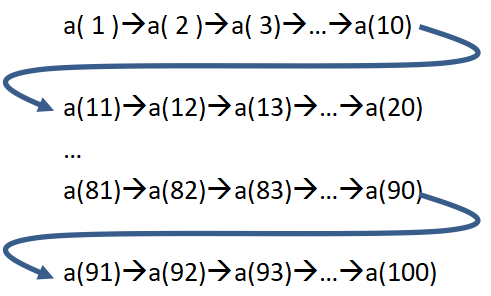 a( 1 )→a( 2 )→a( 3)→...→a(10)
a(11)→a(12)→a(13)→...→a(20)
...
a(81)→a(82)→a(83)→...→a(90)
a(91)→a(92)→a(93)→...→a(100)